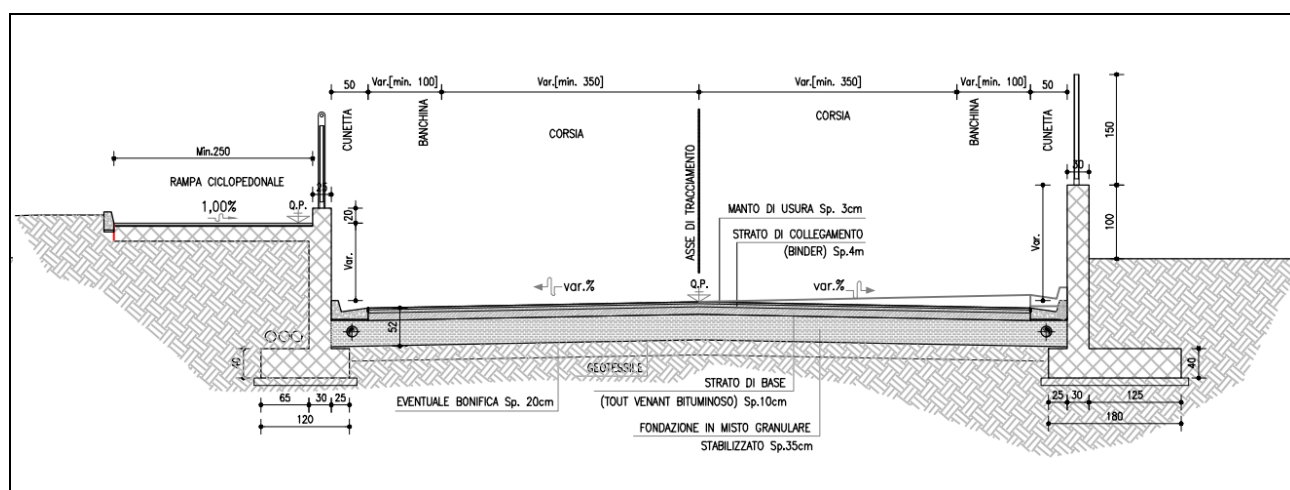 50
Var.[min. 100]
Var.[min. 350]
Var.[min. 350]
Var.[min. 100]
50
CUNETTA
BANCHINA
CORSIA
ASSE DI TRACCIAMENTO
CORSIA
BANCHINA
CUNETTA
150
30
100
Var.
Min.250
RAMPA CICLOPEDONALE
25
1,00%
Q.P.
20
Var.
MANTO DI USURA Sp. 3cm
STRATO DI COLLEGAMENTO
(BINDER) Sp.4m
var.%
Q.P.
var.%
52
40
GEOTESSILE
STRATO DI BASE
(TOUT VENANT BITUMINOSO) Sp.10cm
EVENTUALE BONIFICA Sp. 20cm
FONDAZIONE IN MISTO GRANULARE
STABILIZZATO Sp.35cm
65
30
25
120
40
25
30
125
180